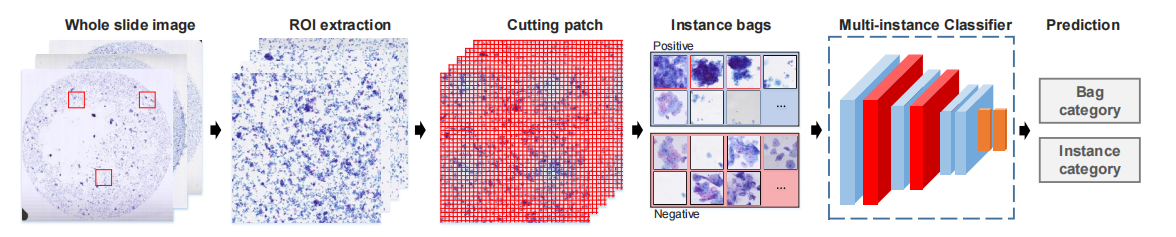 Whole slide image
ROI extraction
Cutting patch
Instance bags
Multi-instance Classifier
Prediction
Positive
...
...
Negative
Bag
category
Instance
category